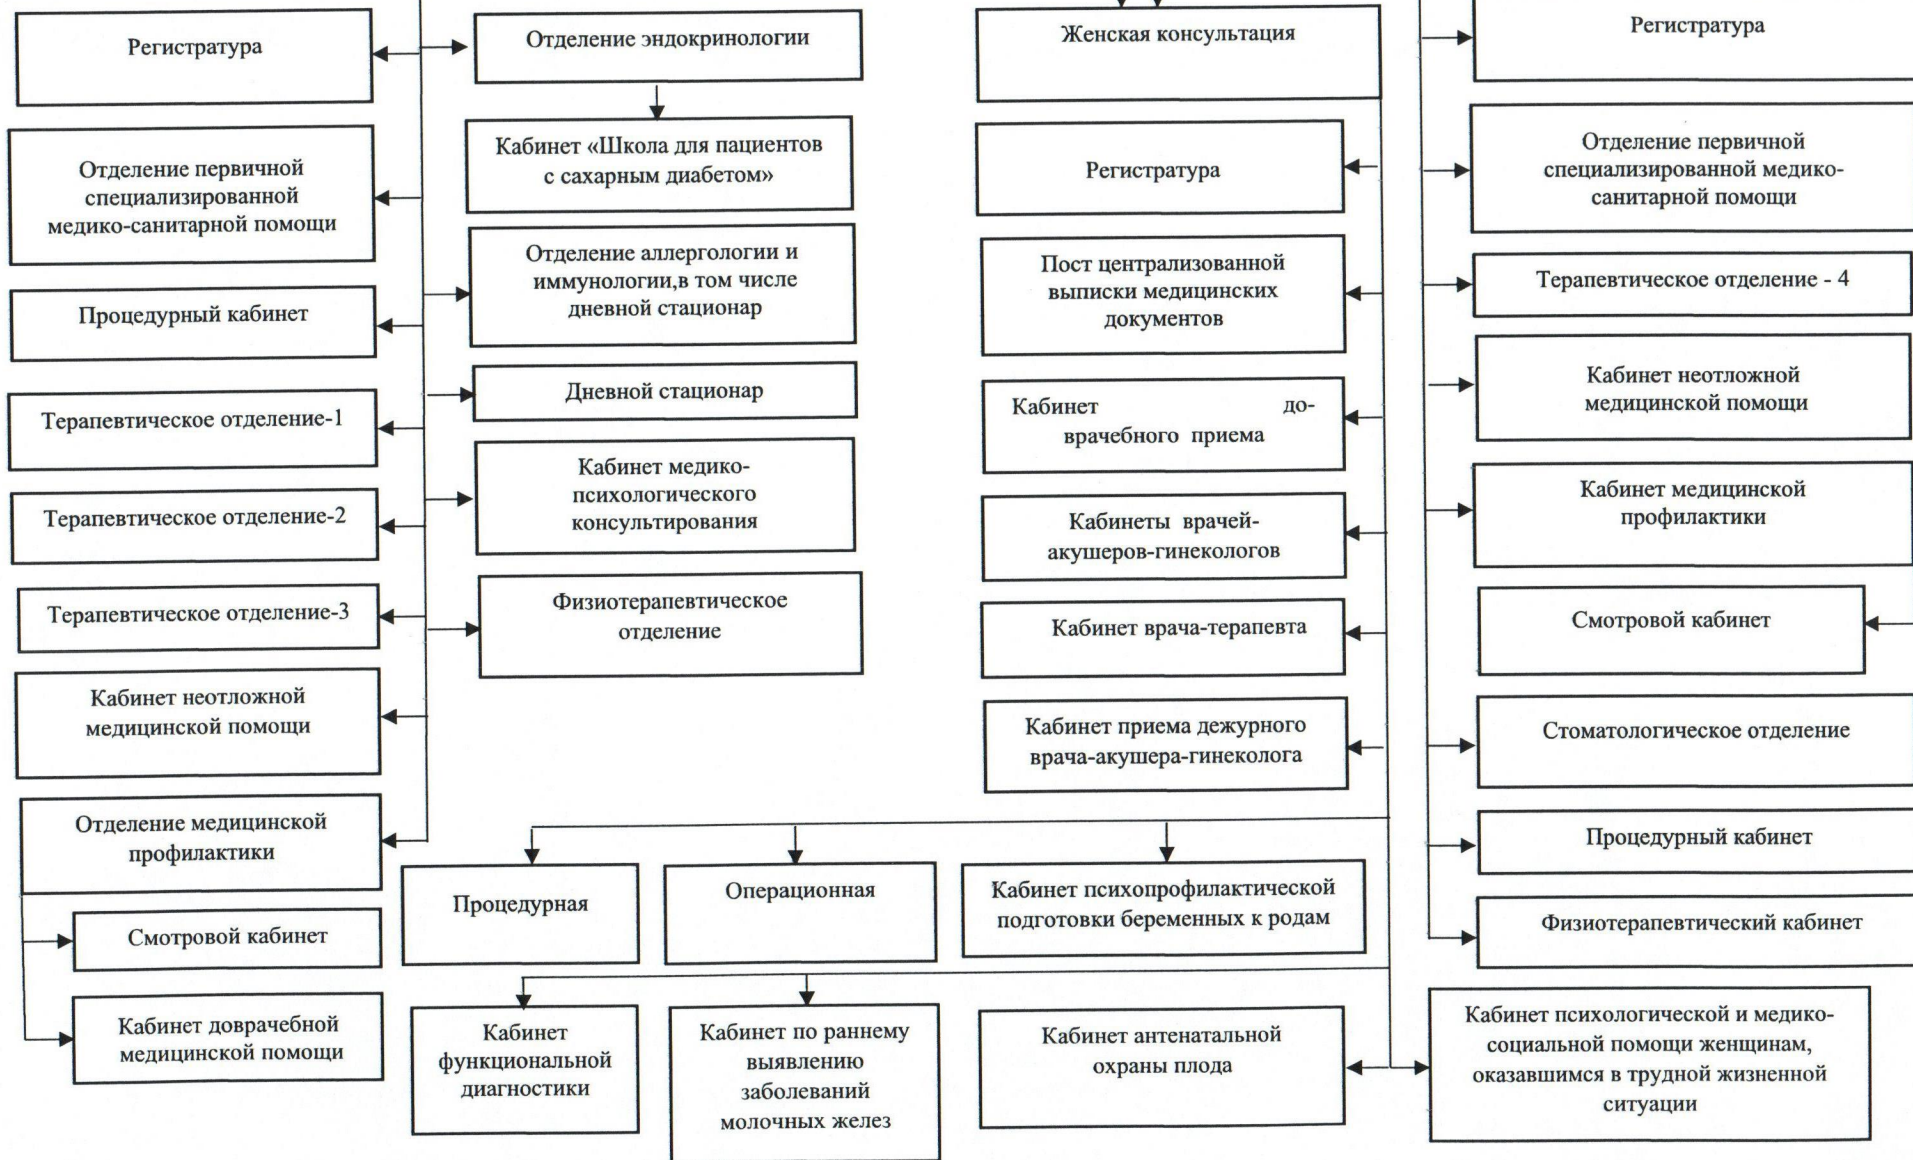 Регистратура
Отделение первичной
специализированной
медико-санитарной помощи
Процедурный кабинет
Терапевтическое отделение-1
Терапевтическое отделение-2
Терапевтическое отделение-3
Кабинет неотложной
медицинской помощи
Отделение медицинской
профилактики
Смотровой кабинет
Кабинет доврачебной
медицинской помощи
Отделение эндокринологии
Кабинет «Школа для пациентов
с сахарным диабетом»
Отделение аллергологии и
иммунологии,в том числе
дневной стационар
Дневной стационар
Кабинет медико-
психологического
консультирования
Физиотерапевтическое
отделение
Женская консультация
Регистратура
Пост централизованной
выписки медицинских
документов
Кабинет до-
врачебного приема
Кабинеты врачей-
акушеров-гинекологов
Кабинет врача-терапевта
Кабинет приема дежурного
врача-акушера-гинеколога
Процедурная
Операционная
Кабинет психопрофилактической
подготовки беременных к родам
Кабинет
функциональной
диагностики
Кабинет по раннему
выявлению
заболеваний
молочных желез
Кабинет антенатальной
охраны плода
Кабинет психологической и медико-
социальной помощи женщинам,
оказавшимся в трудной жизненной
ситуации
Регистратура
Отделение первичной
специализированной медико-
санитарной помощи
Терапевтическое отделение - 4
Кабинет неотложной
медицинской помощи
Кабинет медицинской
профилактики
Смотровой кабинет
Стоматологическое отделение
Процедурный кабинет
Физиотерапевтический кабинет